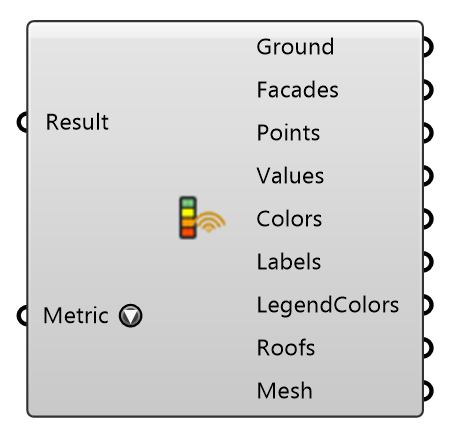 Result
Metric
Ground
Facades
Points
Values
Colors
Labels
LegendColors
Roofs
Mesh